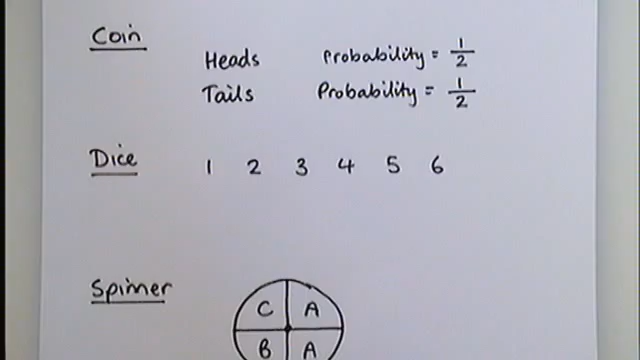 Coin
Heads Probability = 1/2
Tails Probability = 1/2
Dice 1 2 3 4 5 6
Spinner
C A
B A